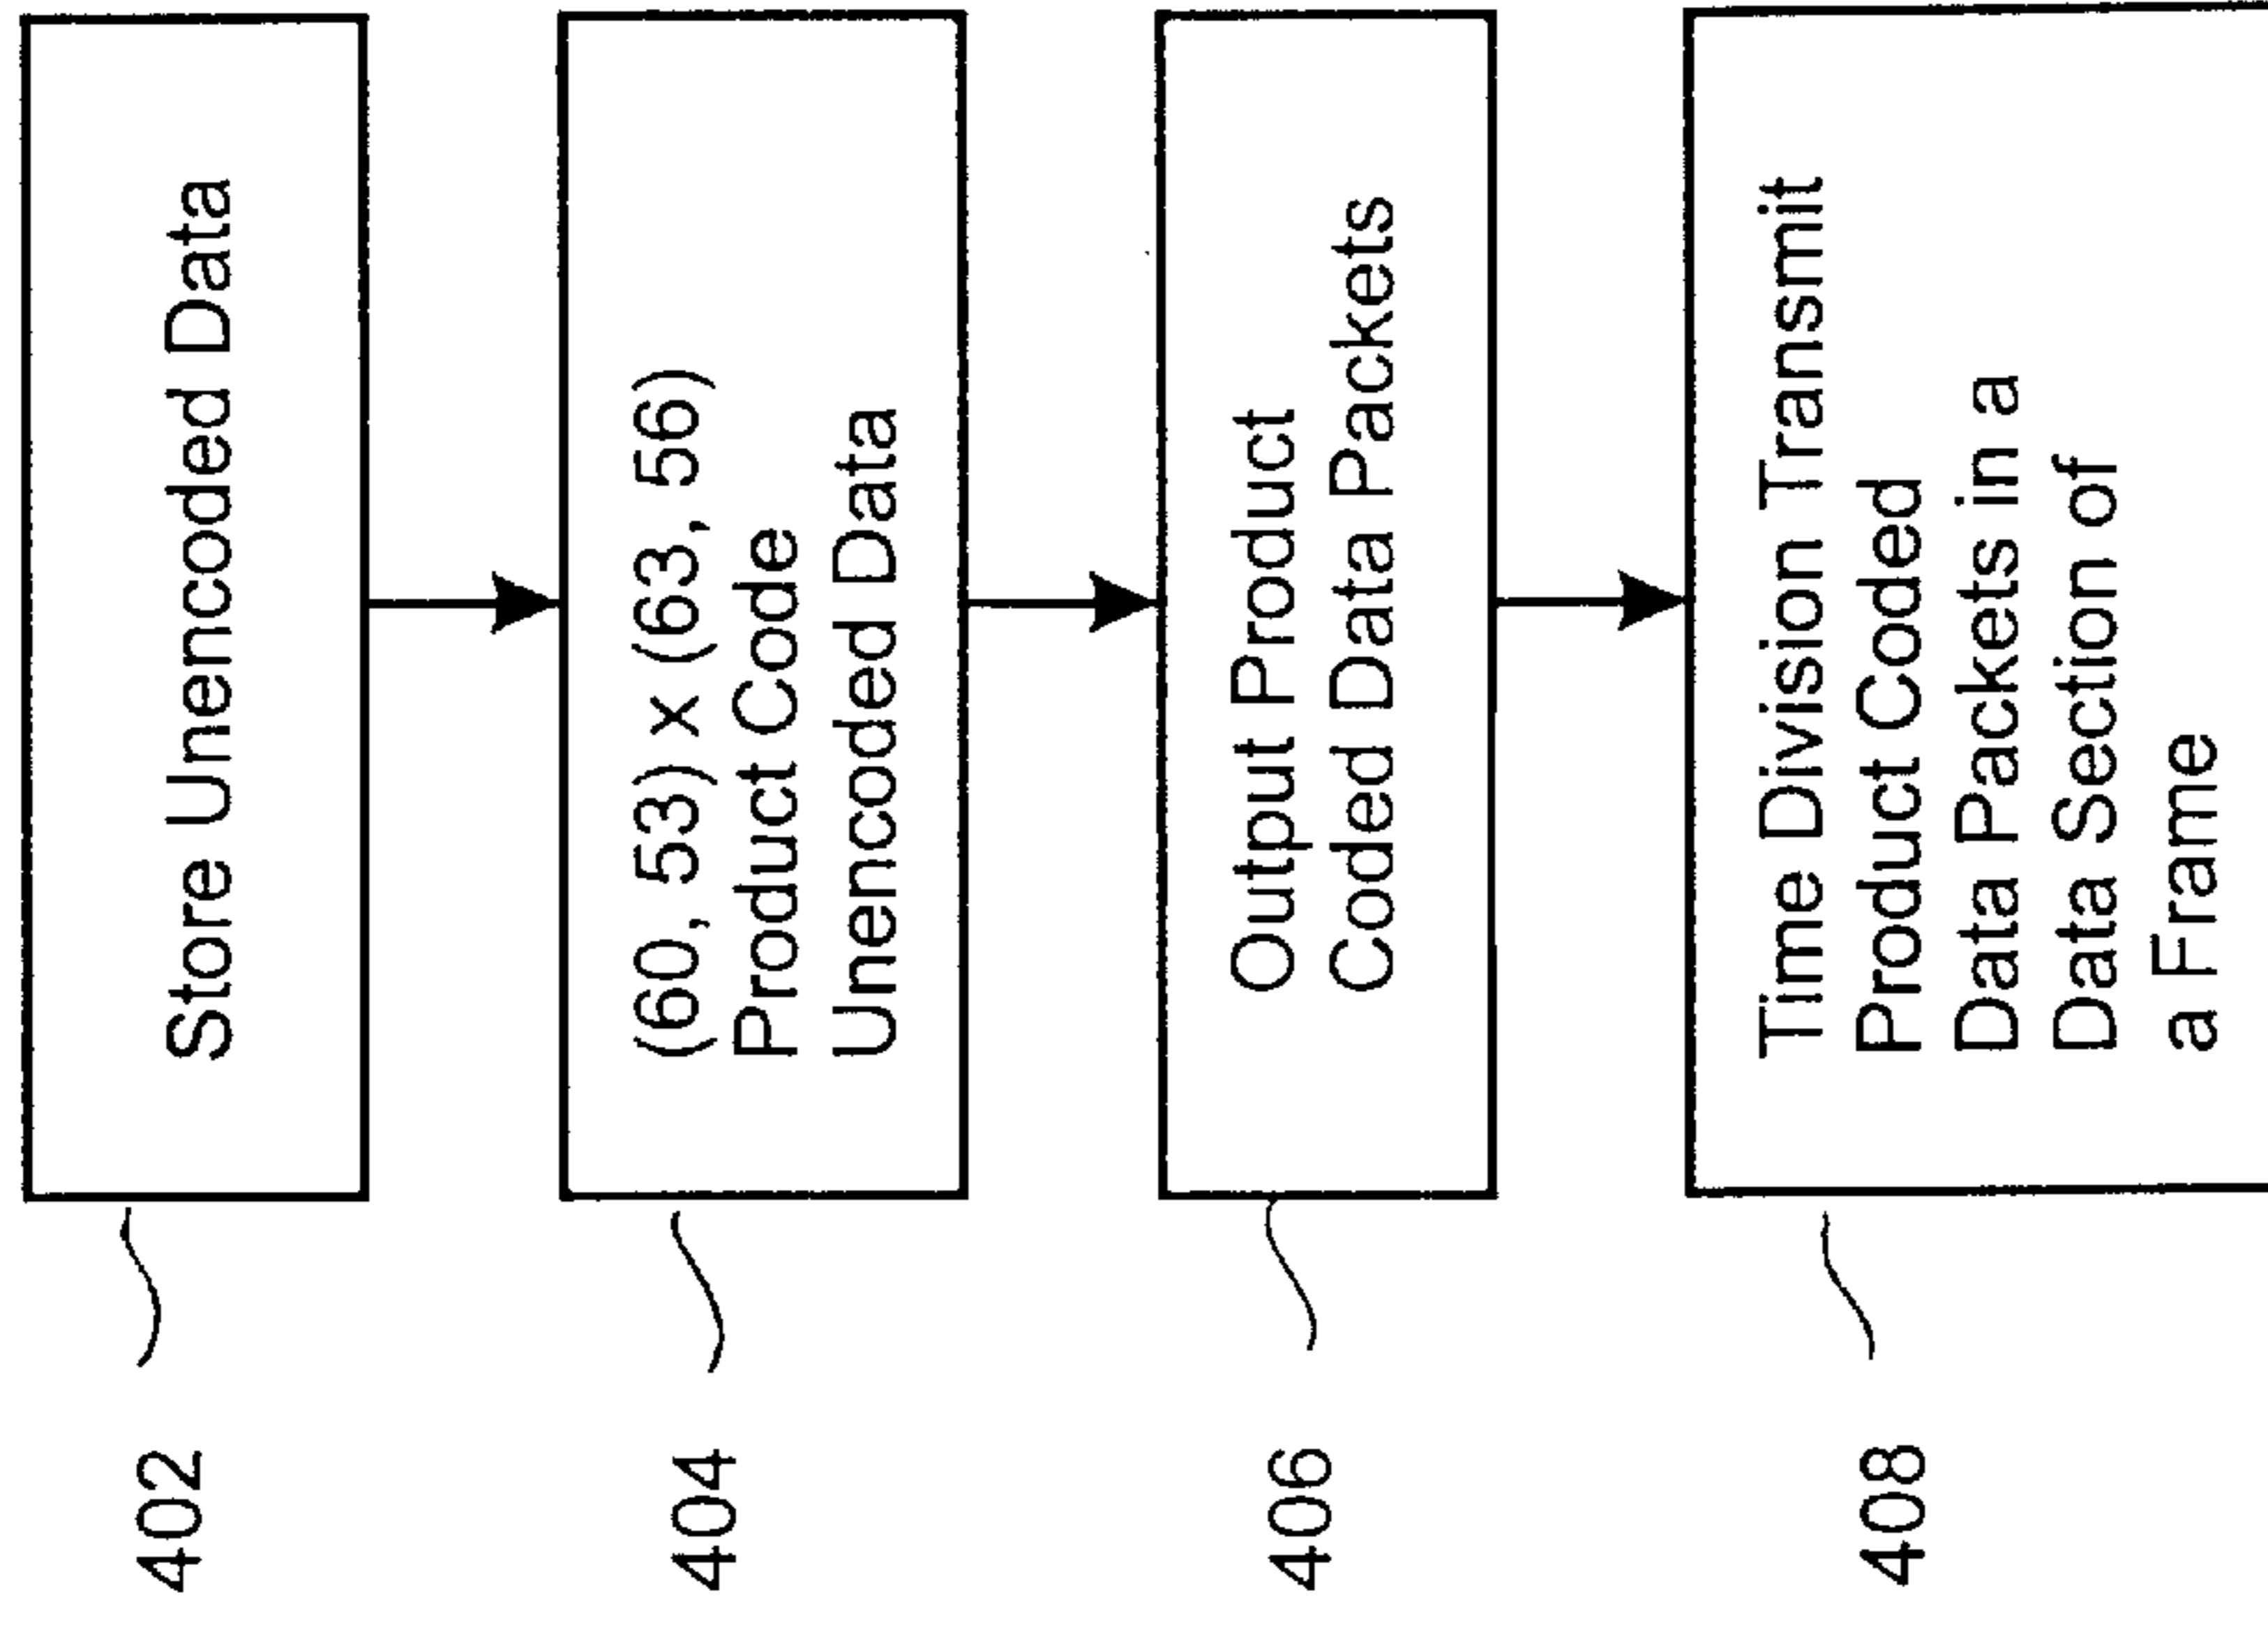 402
Store Unencoded Data
404
(60, 53) x (63, 56)
Product Code
Unencoded Data
406
Output Product
Coded Data Packets
408
Time Division Transmit
Product Coded
Data Packets in a
Data Section of
a Frame